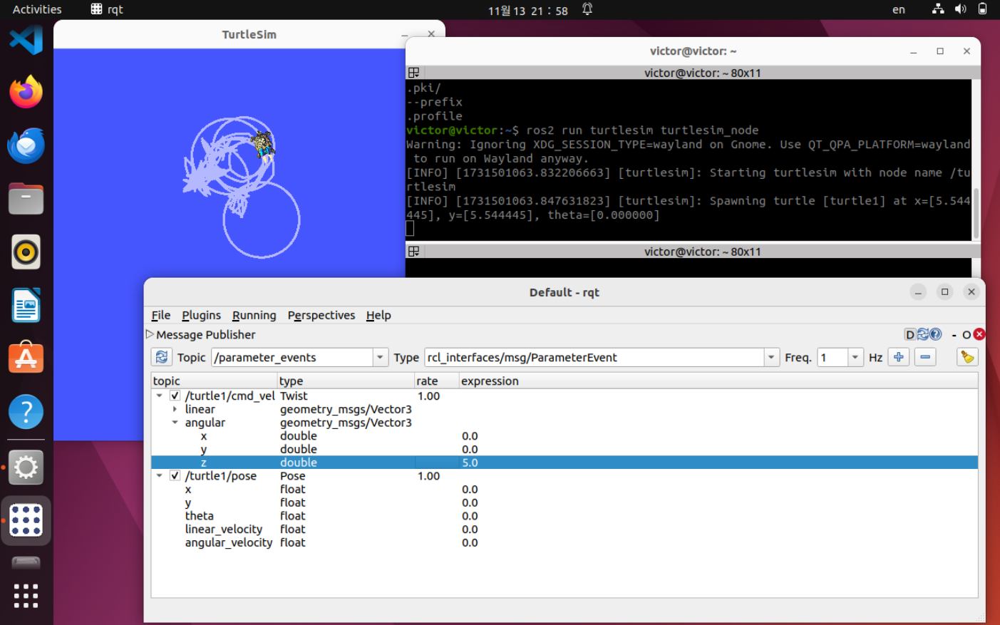 Activities rqt 11월 13 21 : 58 en
TurtleSim
victor@victor: ~
victor@victor: ~ 80x11
.pki/
--prefix
.profile
victor@victor:~$ ros2 run turtlesim turtlesim_node
Warning: Ignoring XDG_SESSION_TYPE=wayland on Gnome. Use QT_QPA_PLATFORM=wayland
to run on Wayland anyway.
[INFO] [1731501063.832206663] [turtlesim]: Starting turtlesim with node name /tu
rtlesim
[INFO] [1731501063.847631823] [turtlesim]: Spawning turtle [turtle1] at x=[5.544
445], y=[5.544445], theta=[0.000000]
victor@victor: ~ 80x11
Default - rqt
File Plugins Running Perspectives Help
Message Publisher D - O
Topic /parameter_events Type rcl_interfaces/msg/ParameterEvent Freq. 1 Hz
topic type rate expression
/turtle1/cmd_vel Twist 1.00
linear geometry_msgs/Vector3
angular geometry_msgs/Vector3
x double 0.0
y double 0.0
z double 5.0
/turtle1/pose Pose 1.00
x float 0.0
y float 0.0
theta float 0.0
linear_velocity float 0.0
angular_velocity float 0.0